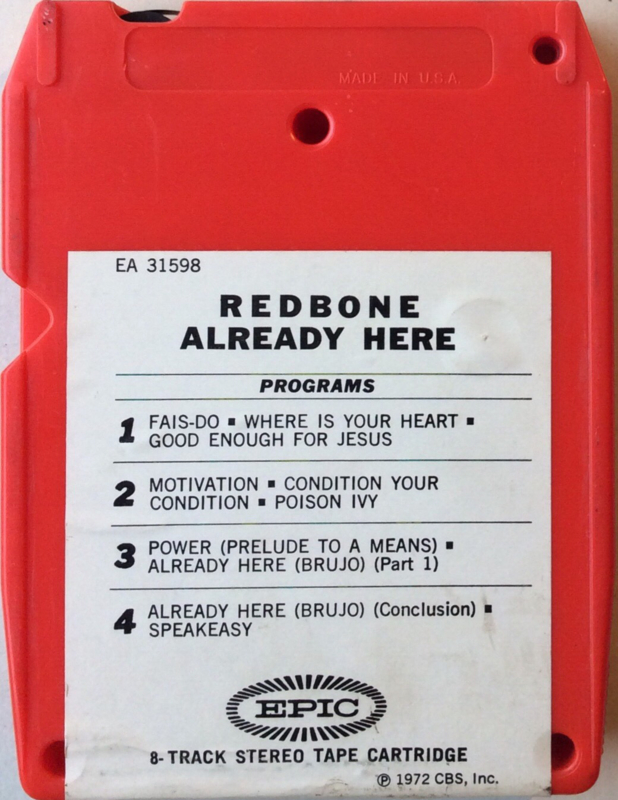 MADE IN U.S.A.
EA 31598
REDBONE
ALREADY HERE
PROGRAMS
1 FAIS-DO ▪ WHERE IS YOUR HEART ▪
GOOD ENOUGH FOR JESUS
2 MOTIVATION ▪ CONDITION YOUR
CONDITION ▪ POISON IVY
3 POWER (PRELUDE TO A MEANS) ▪
ALREADY HERE (BRUJO) (Part 1)
4 ALREADY HERE (BRUJO) (Conclusion) ▪
SPEAKEASY
EPIC
8-TRACK STEREO TAPE CARTRIDGE
℗ 1972 CBS, Inc.